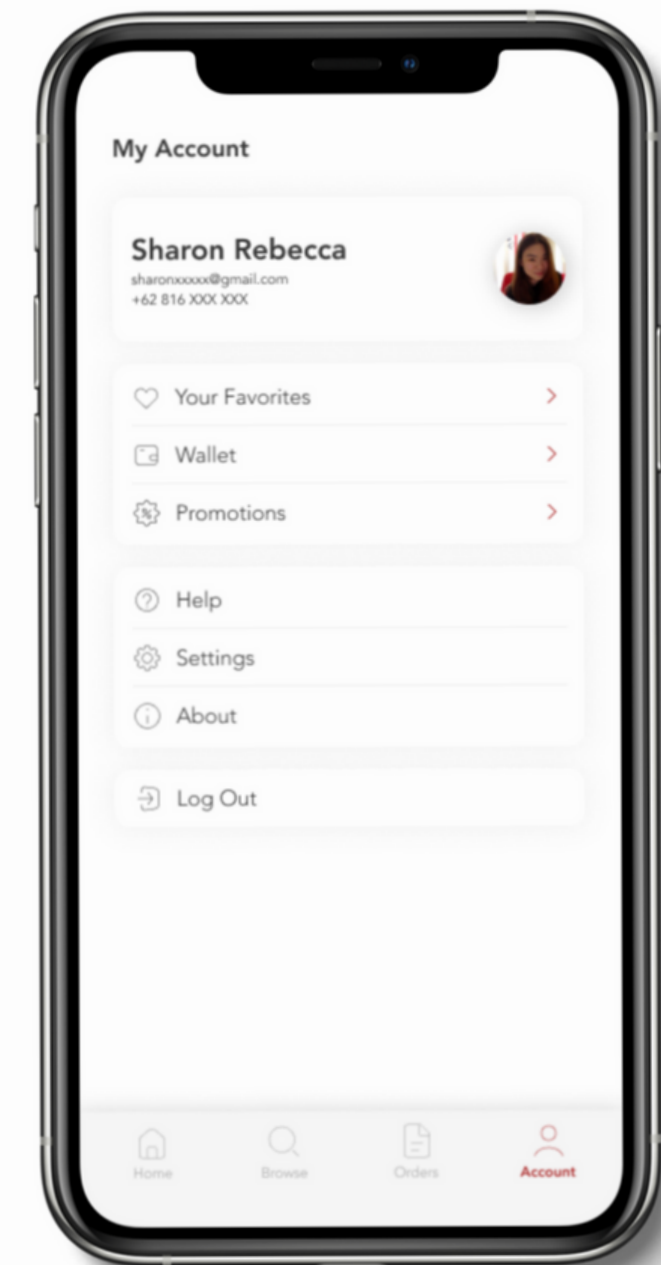 My Account
Sharon Rebecca
sharonxxxxx@gmail.com
+62 816 XXX XXX
Your Favorites
Wallet
Promotions
Help
Settings
About
Log Out
Home Browse Orders Account